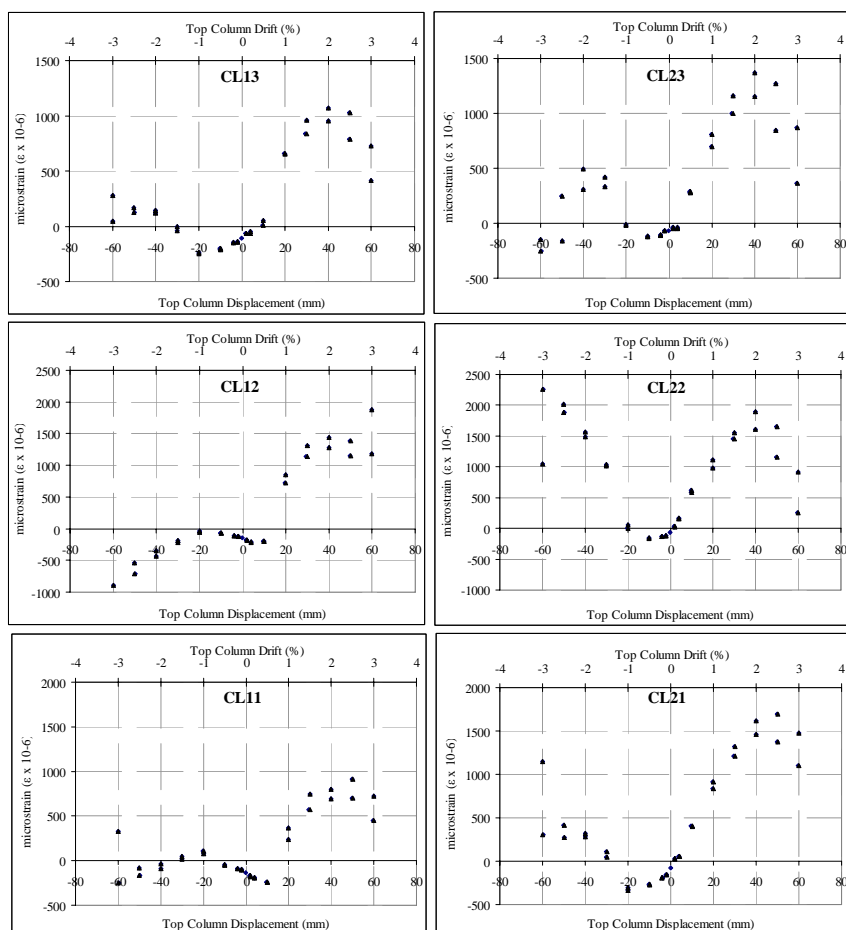 Top Column Drift (%)
-4 -3 -2 -1 0 1 2 3 4
CL13
1500
1000
500
0
-500
microstrain (ε x 10-6)
-80 -60 -40 -20 0 20 40 60 80
Top Column Displacement (mm)
Top Column Drift (%)
-4 -3 -2 -1 0 1 2 3 4
CL23
1500
1000
500
0
-500
microstrain (ε x 10-6)
-80 -60 -40 -20 0 20 40 60 80
Top Column Displacement (mm)
Top Column Drift (%)
-4 -3 -2 -1 0 1 2 3 4
CL12
2500
2000
1500
1000
500
0
-500
-1000
microstrain (ε x 10-6)
-80 -60 -40 -20 0 20 40 60 80
Top Column Displacement (mm)
Top Column Drift (%)
-4 -3 -2 -1 0 1 2 3 4
CL22
2500
2000
1500
1000
500
0
-500
-1000
microstrain (ε x 10-6)
-80 -60 -40 -20 0 20 40 60 80
Top Column Displacement (mm)
Top Column Drift (%)
-4 -3 -2 -1 0 1 2 3 4
CL11
2000
1500
1000
500
0
-500
microstrain (ε x 10-6)
-80 -60 -40 -20 0 20 40 60 80
Top Column Displacement (mm)
Top Column Drift (%)
-4 -3 -2 -1 0 1 2 3 4
CL21
2000
1500
1000
500
0
-500
microstrain (ε x 10-6)
-80 -60 -40 -20 0 20 40 60 80
Top Column Displacement (mm)